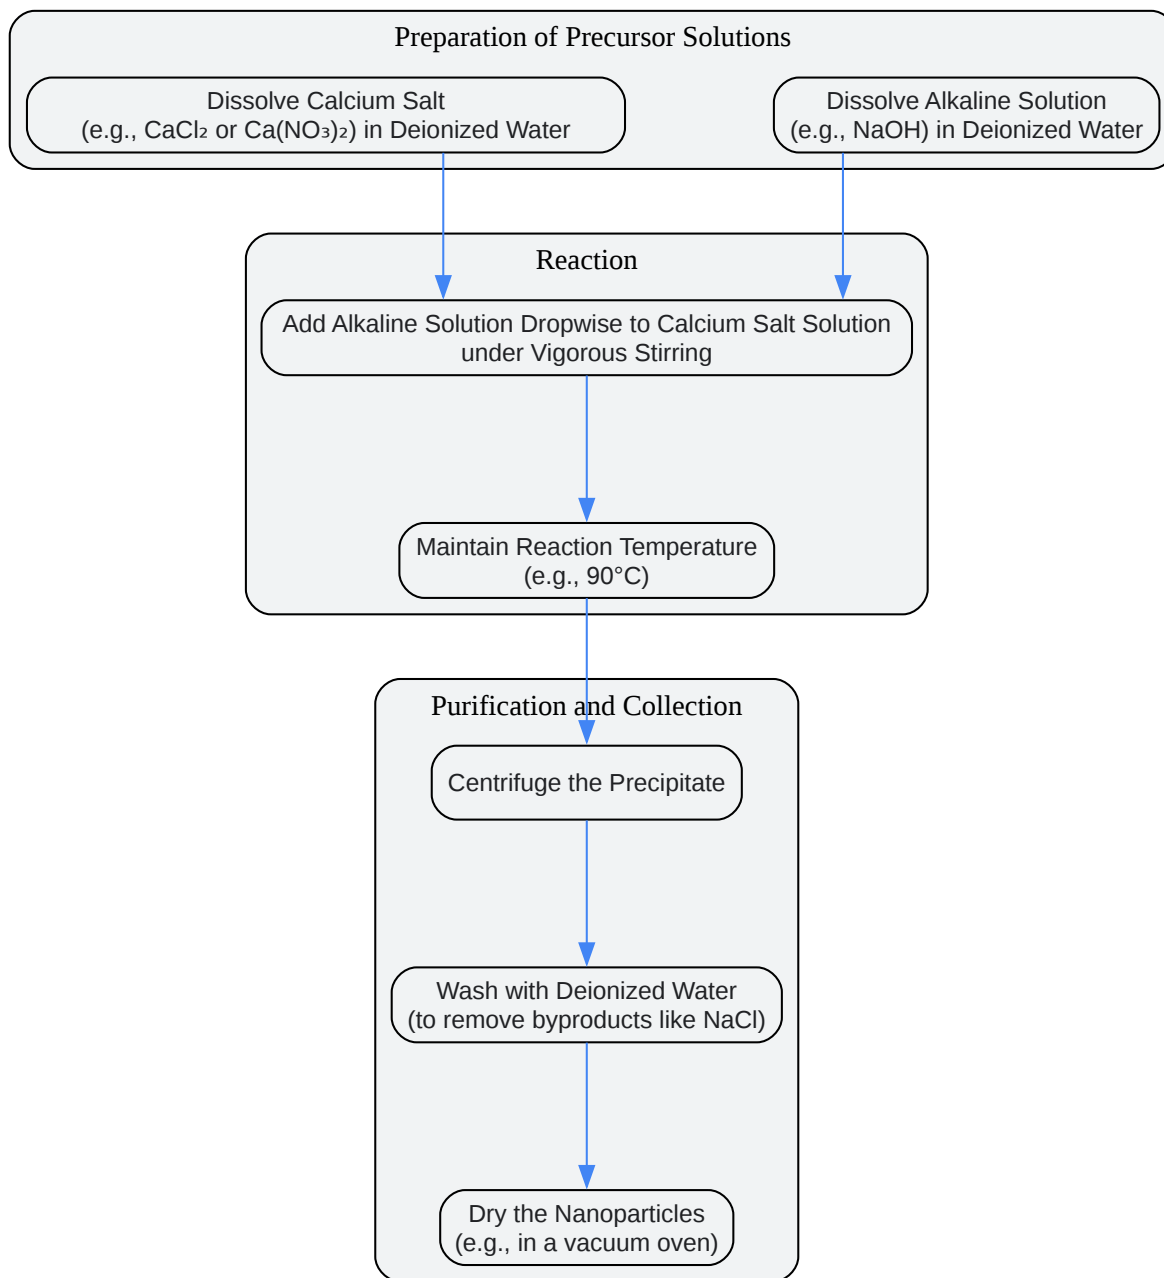 Preparation of Precursor Solutions
Dissolve Calcium Salt
(e.g., CaCl₂ or Ca(NO₃)₂) in Deionized Water
Dissolve Alkaline Solution
(e.g., NaOH) in Deionized Water
Reaction
Add Alkaline Solution Dropwise to Calcium Salt Solution
under Vigorous Stirring
Maintain Reaction Temperature
(e.g., 90°C)
Purification and Collection
Centrifuge the Precipitate
Wash with Deionized Water
(to remove byproducts like NaCl)
Dry the Nanoparticles
(e.g., in a vacuum oven)